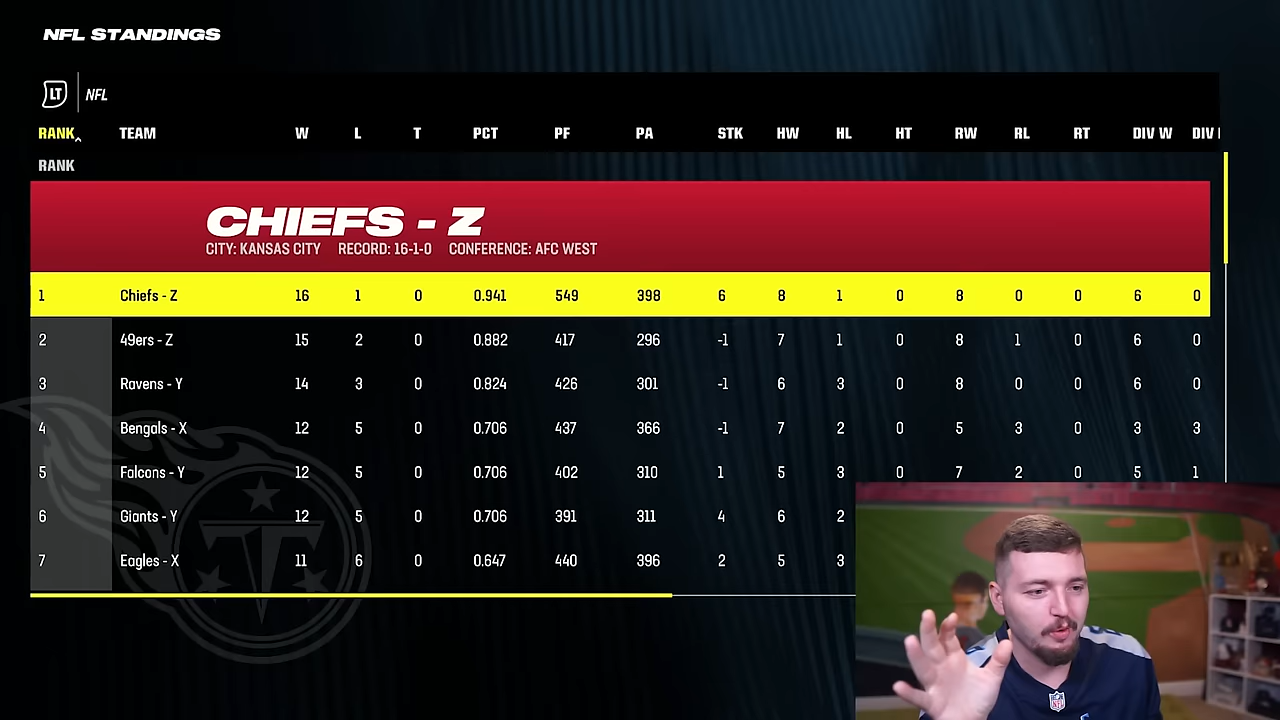 NFL STANDINGS
LT NFL
RANK TEAM W L T PCT PF PA STK HW HL HT RW RL RT DIV W DIV
RANK
CHIEFS - Z
CITY: KANSAS CITY RECORD: 16-1-0 CONFERENCE: AFC WEST
1 Chiefs - Z 16 1 0 0.941 549 398 6 8 1 0 8 0 0 6 0
2 49ers - Z 15 2 0 0.882 417 296 -1 7 1 0 8 1 0 6 0
3 Ravens - Y 14 3 0 0.824 426 301 -1 6 3 0 8 0 0 6 0
4 Bengals - X 12 5 0 0.706 437 366 -1 7 2 0 5 3 0 3 3
5 Falcons - Y 12 5 0 0.706 402 310 1 5 3 0 7 2 0 5 1
6 Giants - Y 12 5 0 0.706 391 311 4 6 2
7 Eagles - X 11 6 0 0.647 440 396 2 5 3
NFL